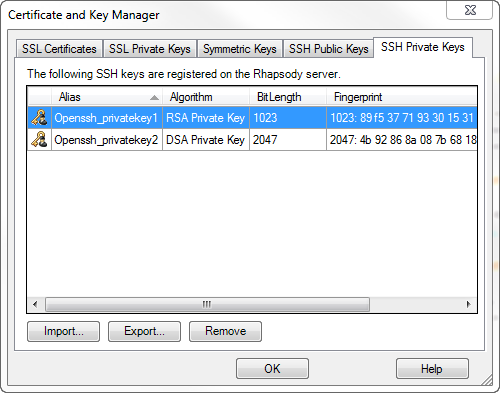 Certificate and Key Manager
SSL Certificates SSL Private Keys Symmetric Keys SSH Public Keys SSH Private Keys
The following SSH keys are registered on the Rhapsody server.
Alias Algorithm BitLength Fingerprint
Openssh_privatekey1 RSA Private Key 1023 1023: 89 f5 37 71 93 30 15 31
Openssh_privatekey2 DSA Private Key 2047 2047: 4b 92 86 8a 08 7b 68 18
Import... Export... Remove
OK Help